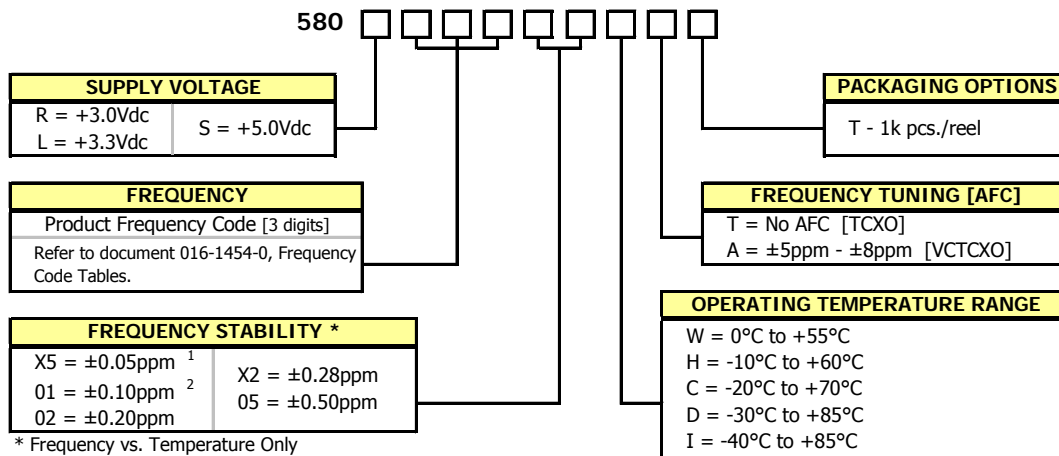 580
SUPPLY VOLTAGE
R = +3.0Vdc
L = +3.3Vdc
S = +5.0Vdc
PACKAGING OPTIONS
T - 1k pcs./reel
FREQUENCY
Product Frequency Code [3 digits]
Refer to document 016-1454-0, Frequency
Code Tables.
FREQUENCY TUNING [AFC]
T = No AFC [TCXO]
A = ±5ppm - ±8ppm [VCTCXO]
FREQUENCY STABILITY *
X5 = ±0.05ppm 1
01 = ±0.10ppm 2
02 = ±0.20ppm
X2 = ±0.28ppm
05 = ±0.50ppm
* Frequency vs. Temperature Only
OPERATING TEMPERATURE RANGE
W = 0°C to +55°C
H = -10°C to +60°C
C = -20°C to +70°C
D = -30°C to +85°C
I = -40°C to +85°C